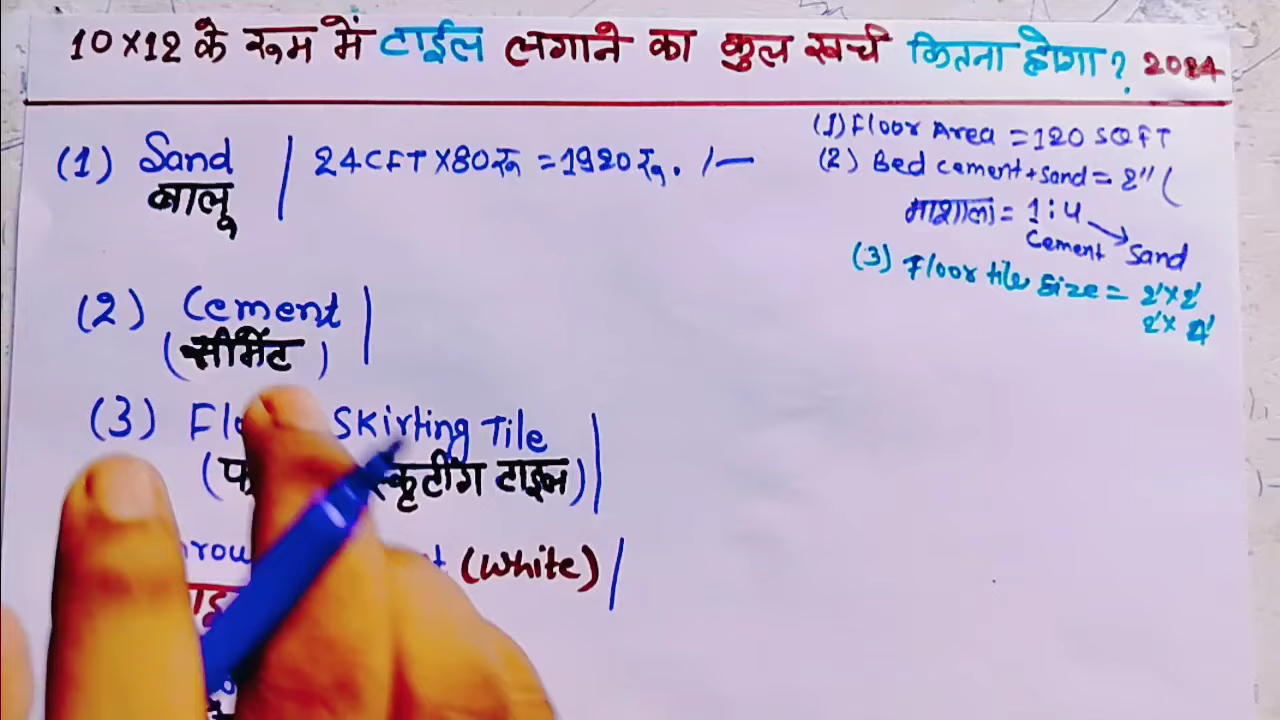 10×12 के रूम में टाईल लगाने का कुल खर्च कितना होगा? 2024
(1) Sand | 24CFT×80रू =1920रू. /—
बालू
(2) Cement |
(सीमेंट)
(3) Skirting Tile |
टाइल)
(White) |
(1) Floor Area = 120 SQFT
(2) Bed cement+sand = 2" (
माशाला = 1:4
Cement Sand
(3) Floor tile Size = 2'×2'
2'× 4'